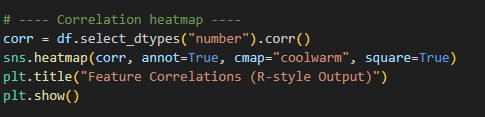 # ---- Correlation heatmap ----
corr = df.select_dtypes("number").corr()
sns.heatmap(corr, annot=True, cmap="coolwarm", square=True)
plt.title("Feature Correlations (R-style Output)")
plt.show()